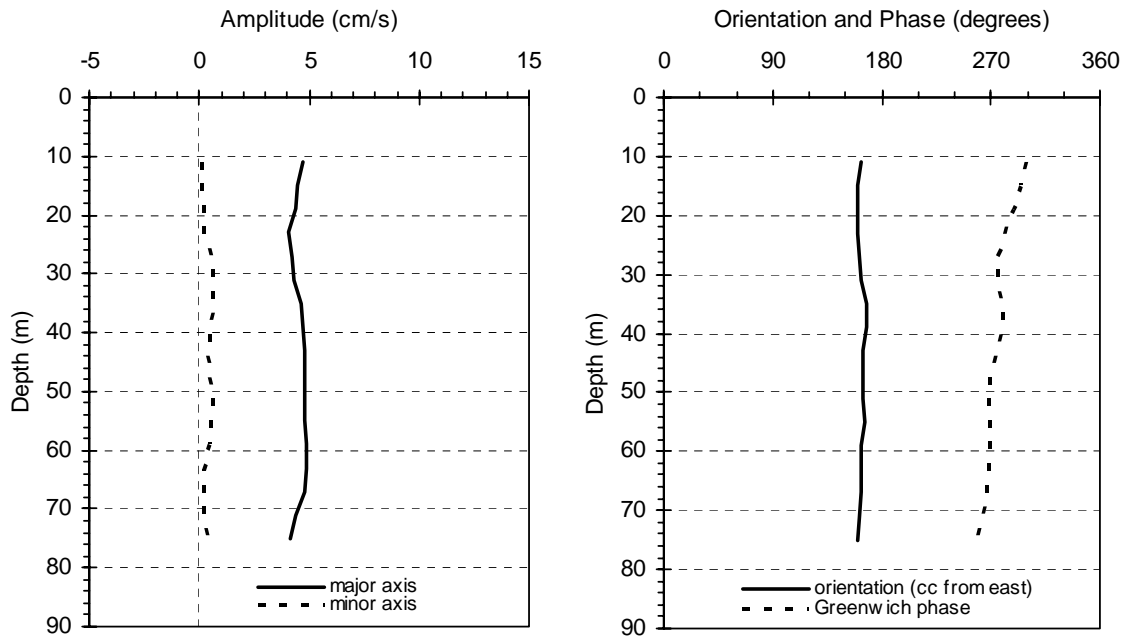 Amplitude (cm/s)
-5 0 5 10 15
0
10
20
30
40
50
60
70
80
90
Depth (m)
major axis
minor axis
Orientation and Phase (degrees)
0 90 180 270 360
0
10
20
30
40
50
60
70
80
90
Depth (m)
orientation (cc from east)
Greenwich phase